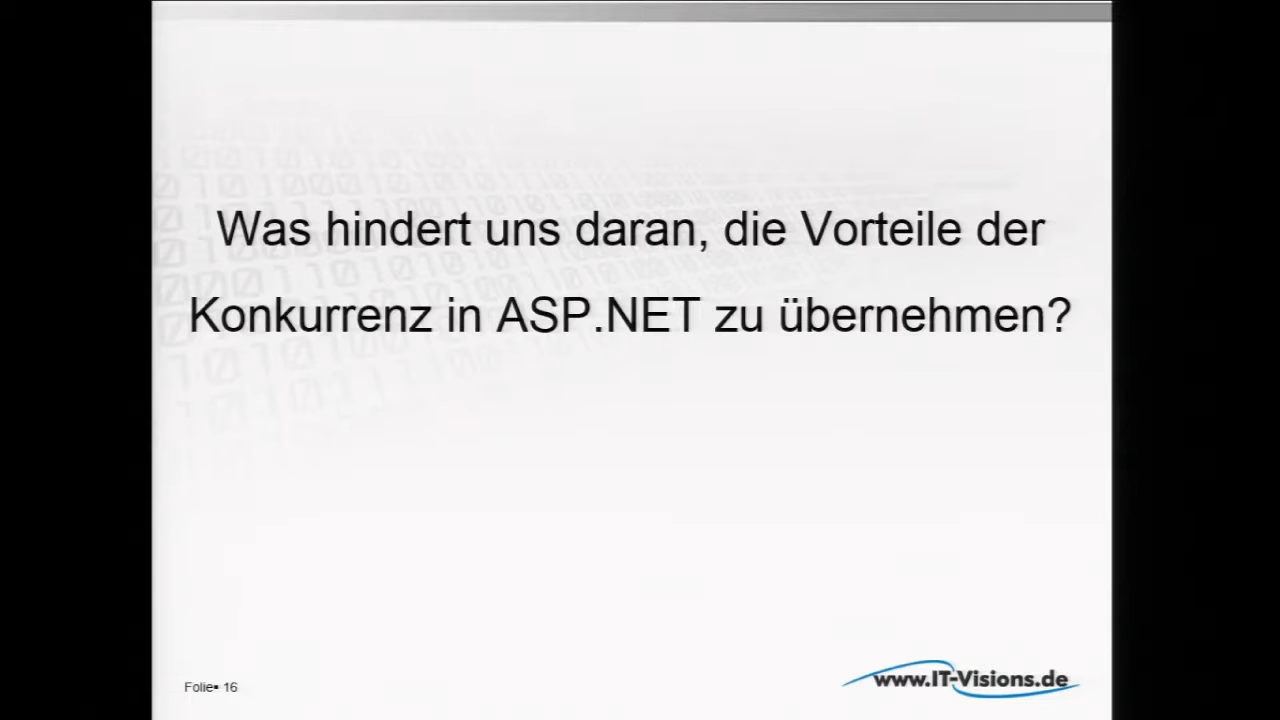 Was hindert uns daran, die Vorteile der
Konkurrenz in ASP.NET zu übernehmen?
Folie▪ 16
www.IT-Visions.de